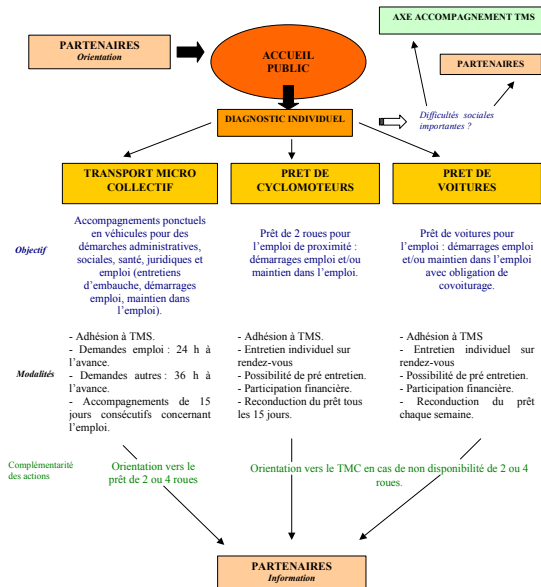 AXE ACCOMPAGNEMENT TMS
PARTENAIRES
Orientation
ACCUEIL
PUBLIC
PARTENAIRES
DIAGNOSTIC INDIVIDUEL
Difficultés sociales
importantes ?
TRANSPORT MICRO
COLLECTIF
PRET DE
CYCLOMOTEURS
PRET DE
VOITURES
Objectif
Accompagnements ponctuels
en véhicules pour des
démarches administratives,
sociales, santé, juridiques et
emploi (entretiens
d'embauche, démarrages
emploi, maintien dans
l'emploi).
Prêt de 2 roues pour
l'emploi de proximité :
démarrages emploi et/ou
maintien dans l'emploi.
Prêt de voitures pour
l'emploi : démarrages emploi
et/ou maintien dans l'emploi
avec obligation de
covoiturage.
Modalités
- Adhésion à TMS.
- Demandes emploi : 24 h à
l'avance.
- Demandes autres : 36 h à
l'avance.
- Accompagnements de 15
jours consécutifs concernant
l'emploi.
- Adhésion à TMS.
- Entretien individuel sur
rendez-vous
- Possibilité de pré entretien.
- Participation financière.
- Reconduction du prêt tous
les 15 jours.
- Adhésion à TMS
- Entretien individuel sur
rendez-vous
- Possibilité de pré entretien.
- Participation financière.
- Reconduction du prêt
chaque semaine.
Complémentarité
des actions
Orientation vers le
prêt de 2 ou 4 roues
Orientation vers le TMC en cas de non disponibilité de 2 ou 4
roues.
PARTENAIRES
Information